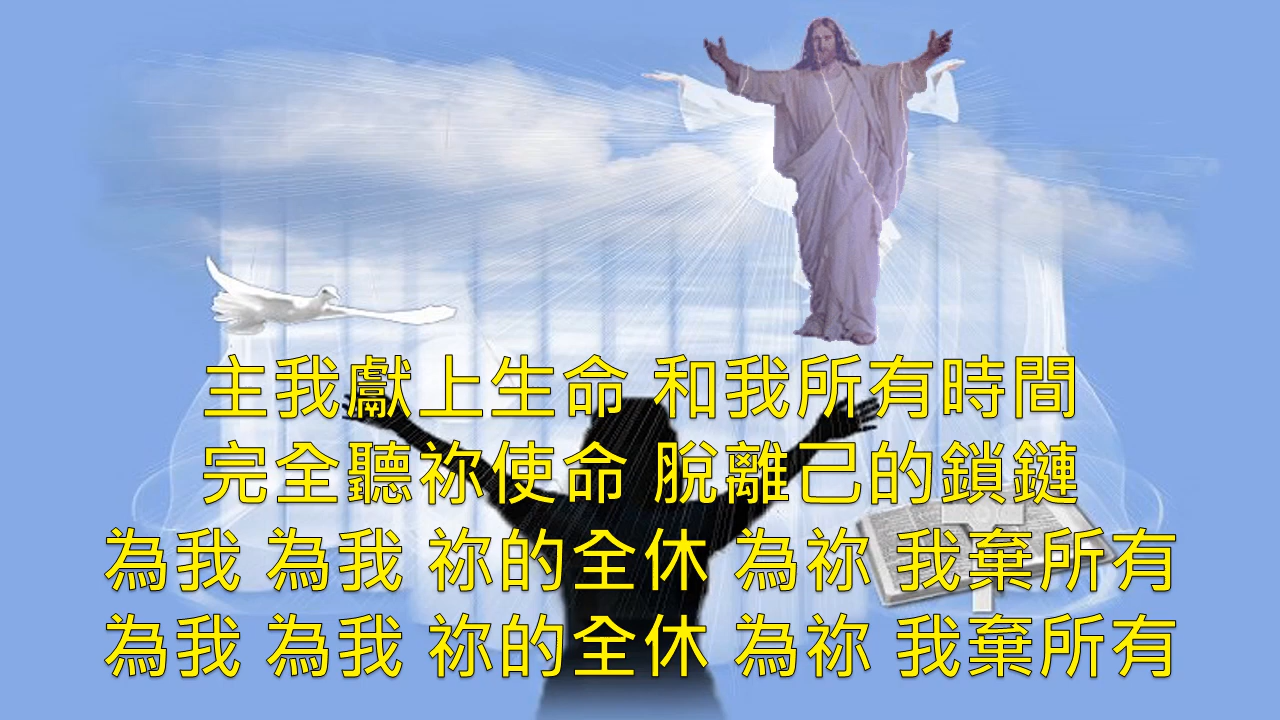 主我獻上生命 和我所有時間
完全聽祢使命 脫離己的鎖鏈
為我 為我 祢的全休 為祢 我棄所有
為我 為我 祢的全休 為祢 我棄所有